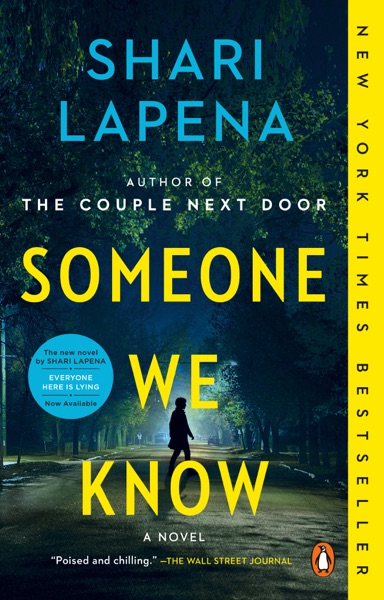 SHARI
LAPENA
AUTHOR OF
THE COUPLE NEXT DOOR
SOMEONE
WE
KNOW
The new novel
by SHARI LAPENA
EVERYONE
HERE IS LYING
Now Available
A NOVEL
"Poised and chilling." —THE WALL STREET JOURNAL
NEW YORK TIMES BESTSELLER